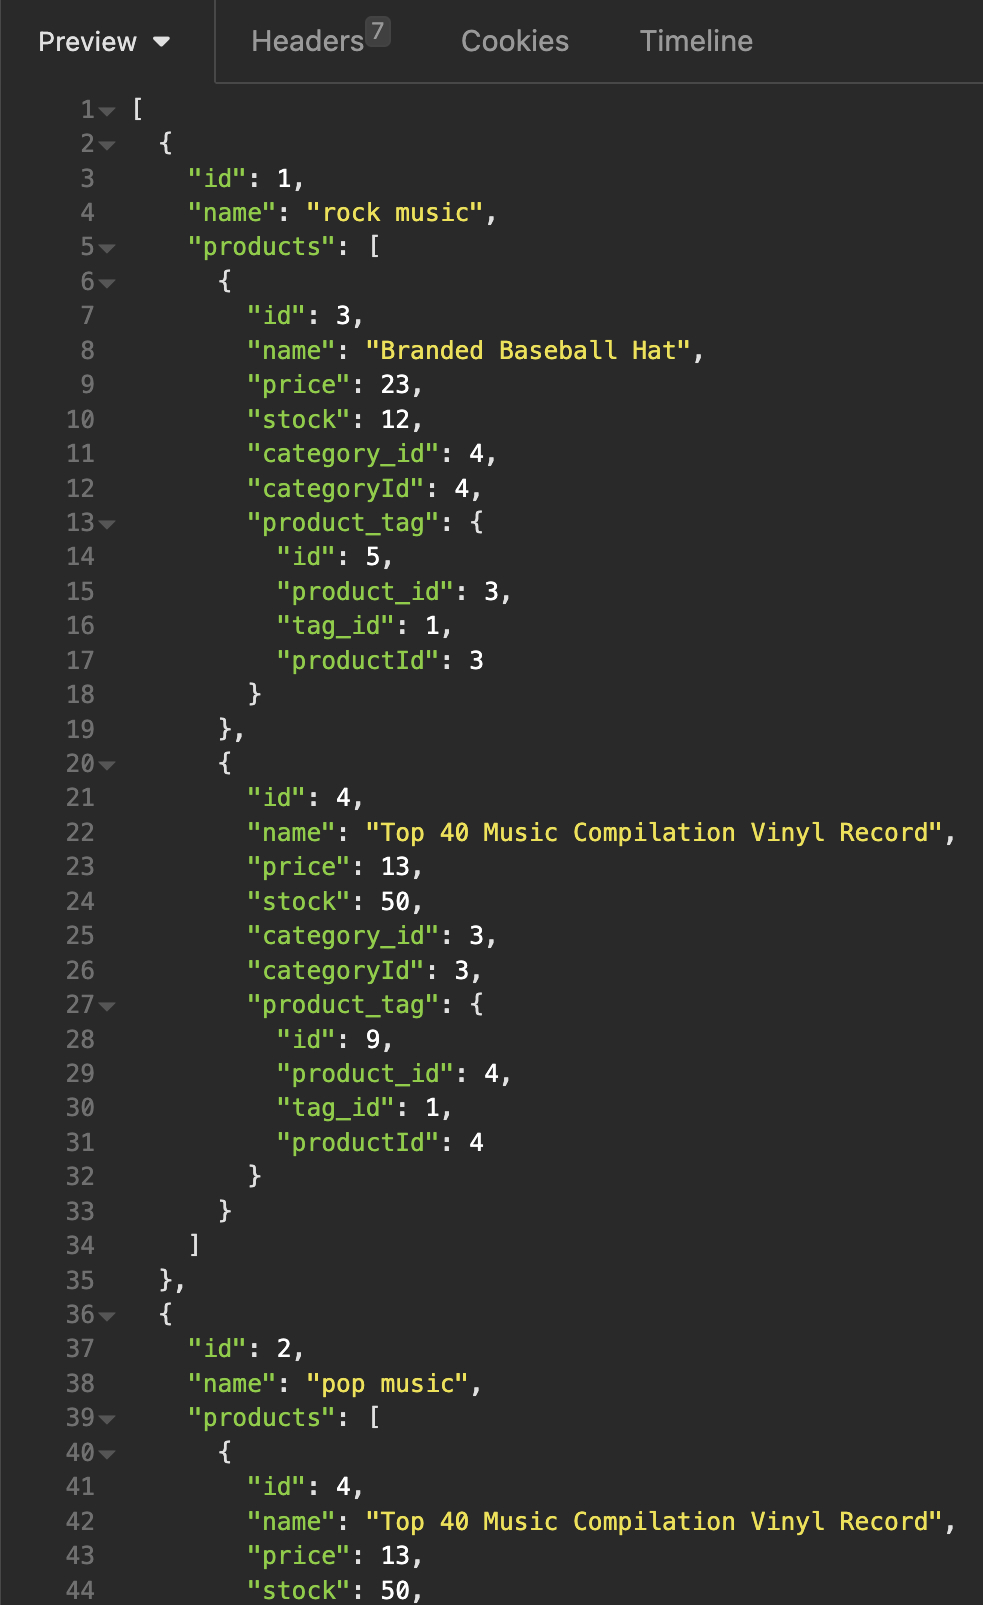 Preview Headers 7 Cookies Timeline
1 [
2 {
3 "id": 1,
4 "name": "rock music",
5 "products": [
6 {
7 "id": 3,
8 "name": "Branded Baseball Hat",
9 "price": 23,
10 "stock": 12,
11 "category_id": 4,
12 "categoryId": 4,
13 "product_tag": {
14 "id": 5,
15 "product_id": 3,
16 "tag_id": 1,
17 "productId": 3
18 }
19 },
20 {
21 "id": 4,
22 "name": "Top 40 Music Compilation Vinyl Record",
23 "price": 13,
24 "stock": 50,
25 "category_id": 3,
26 "categoryId": 3,
27 "product_tag": {
28 "id": 9,
29 "product_id": 4,
30 "tag_id": 1,
31 "productId": 4
32 }
33 }
34 ]
35 },
36 {
37 "id": 2,
38 "name": "pop music",
39 "products": [
40 {
41 "id": 4,
42 "name": "Top 40 Music Compilation Vinyl Record",
43 "price": 13,
44 "stock": 50,